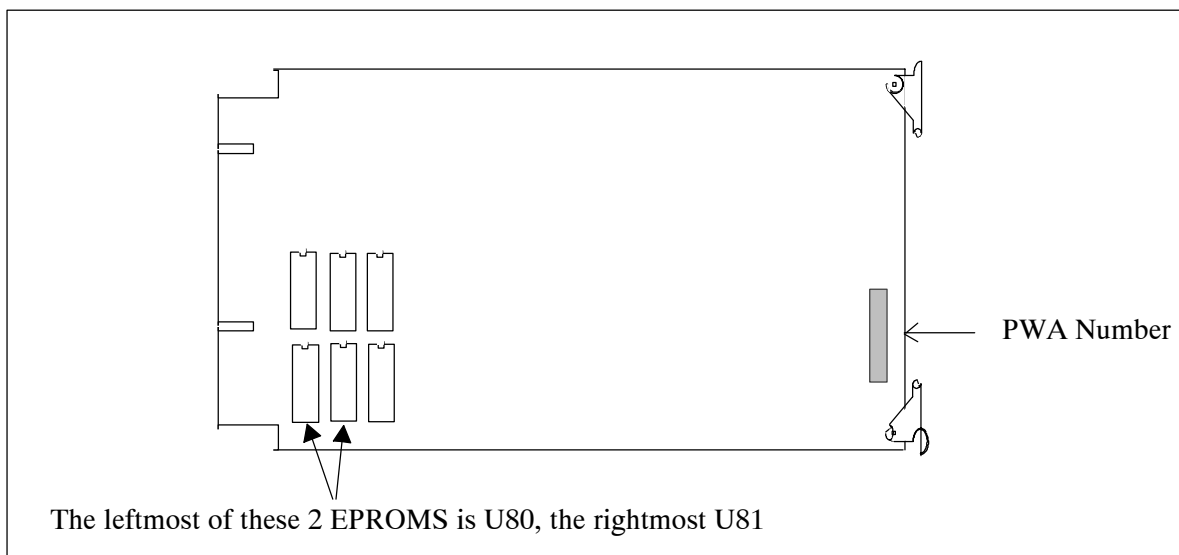 PWA Number
The leftmost of these 2 EPROMS is U80, the rightmost U81